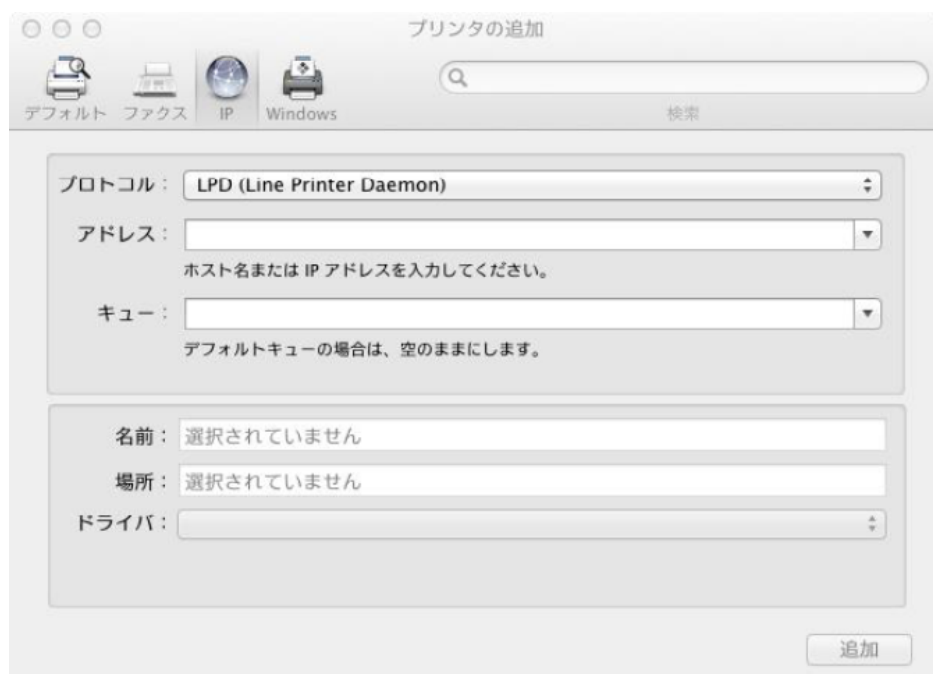 プリンタの追加
デフォルト ファクス IP Windows
検索
プロトコル： LPD (Line Printer Daemon)
アドレス：
ホスト名または IP アドレスを入力してください。
キュー：
デフォルトキューの場合は、空のままにします。
名前： 選択されていません
場所： 選択されていません
ドライバ：
追加